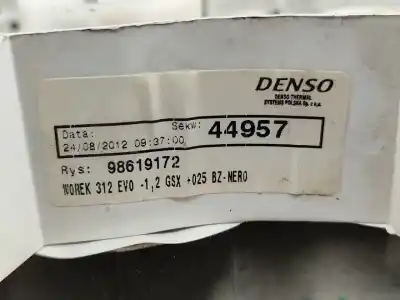 DENSO
DENSO THERMAL
SYSTEMS POLSKA Sp. z o.o.
Data: Sekw: 44957
24/08/2012 09:37:00
Rys: 98619172
WOREK 312 EVO -1,2 GSX +025 BZ-NERO